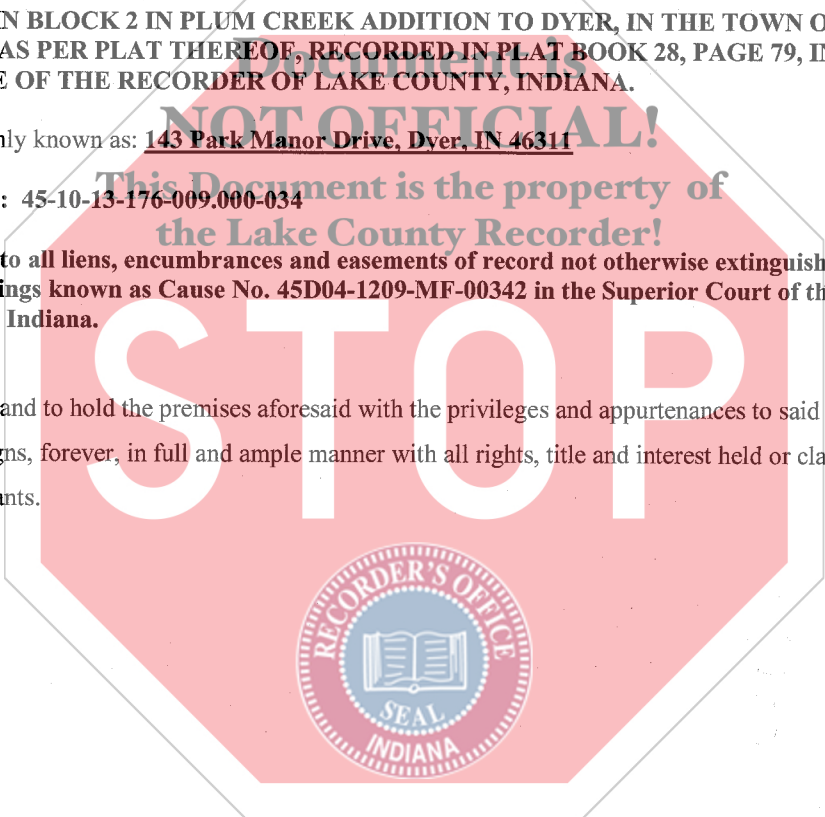 IN BLOCK 2 IN PLUM CREEK ADDITION TO DYER, IN THE TOWN O
AS PER PLAT THEREOF, RECORDED IN PLAT BOOK 28, PAGE 79, IN
E OF THE RECORDER OF LAKE COUNTY, INDIANA.
Document is
NOT OFFICIAL!
nly known as: 143 Park Manor Drive, Dyer, IN 46311
This Document is the property of
: 45-10-13-176-009.000-034
the Lake County Recorder!
to all liens, encumbrances and easements of record not otherwise extinguish
ings known as Cause No. 45D04-1209-MF-00342 in the Superior Court of th
Indiana.
STOP
and to hold the premises aforesaid with the privileges and appurtenances to said
gns, forever, in full and ample manner with all rights, title and interest held or cla
nts.
RECORDER'S OFFICE
SEAL
INDIANA